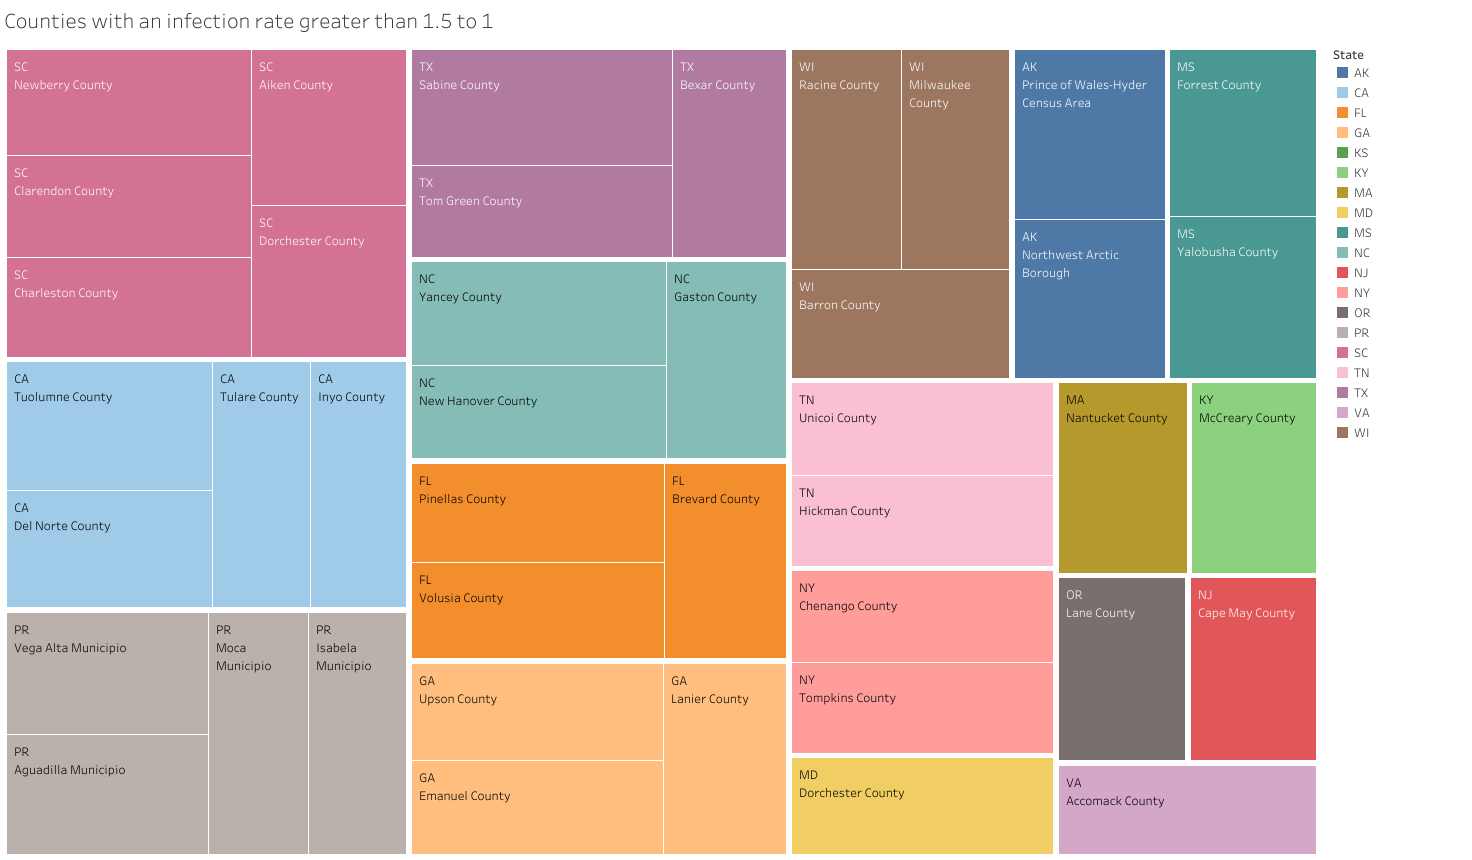 Counties with an infection rate greater than 1.5 to 1
SC
Newberry County
SC
Aiken County
SC
Clarendon County
SC
Dorchester County
SC
Charleston County
CA
Tuolumne County
CA
Tulare County
CA
Inyo County
CA
Del Norte County
PR
Vega Alta Municipio
PR
Moca
Municipio
PR
Isabela
Municipio
PR
Aguadilla Municipio
TX
Sabine County
TX
Bexar County
TX
Tom Green County
NC
Yancey County
NC
Gaston County
NC
New Hanover County
FL
Pinellas County
FL
Brevard County
FL
Volusia County
GA
Upson County
GA
Lanier County
GA
Emanuel County
WI
Racine County
WI
Milwaukee
County
WI
Barron County
AK
Prince of Wales-Hyder
Census Area
AK
Northwest Arctic
Borough
MS
Forrest County
MS
Yalobusha County
TN
Unicoi County
TN
Hickman County
NY
Chenango County
NY
Tompkins County
MD
Dorchester County
MA
Nantucket County
KY
McCreary County
OR
Lane County
NJ
Cape May County
VA
Accomack County
State
AK
CA
FL
GA
KS
KY
MA
MD
MS
NC
NJ
NY
OR
PR
SC
TN
TX
VA
WI